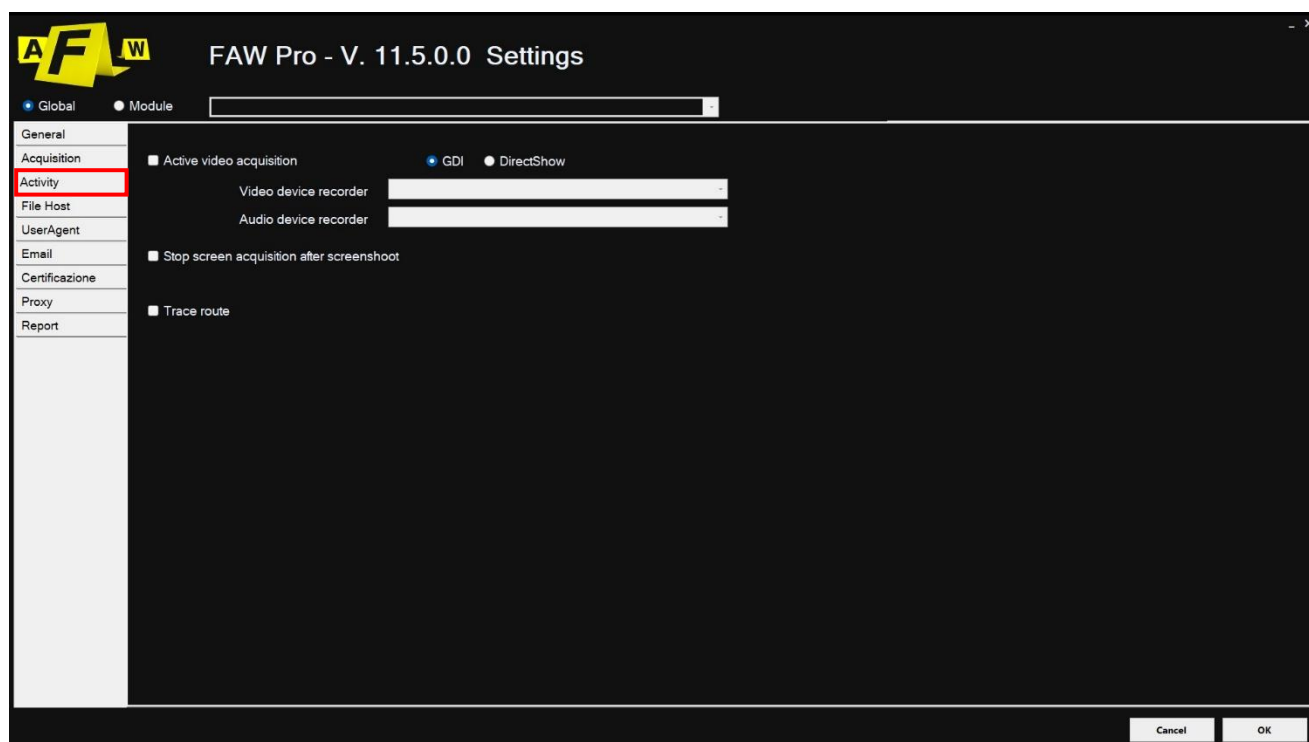 A F W
FAW Pro - V. 11.5.0.0 Settings
Global Module
General
Acquisition
Active video acquisition GDI DirectShow
Activity
Video device recorder
File Host
Audio device recorder
UserAgent
Email
Stop screen acquisition after screenshoot
Certificazione
Proxy
Trace route
Report
Cancel OK